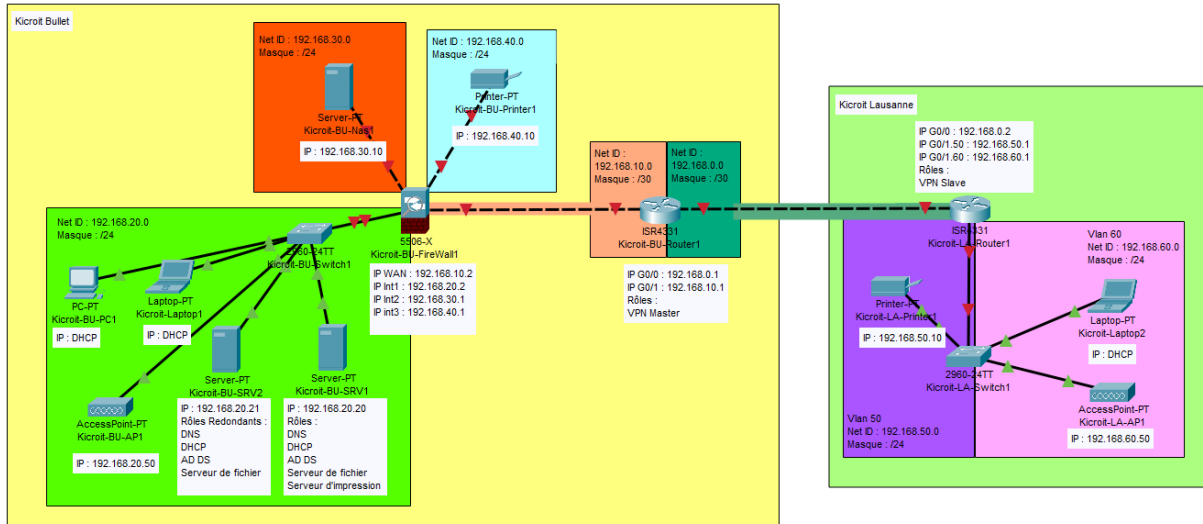 Kicroit Bullet
Net ID : 192.168.30.0
Masque : /24
Server-PT
Kicroit-BU-Nas1
IP : 192.168.30.10
Net ID : 192.168.40.0
Masque : /24
Printer-PT
Kicroit-BU-Printer1
IP : 192.168.40.10
Net ID : 192.168.20.0
Masque : /24
2960-24TT
Kicroit-BU-Switch1
PC-PT
Kicroit-BU-PC1
IP : DHCP
Laptop-PT
Kicroit-Laptop1
IP : DHCP
Server-PT
Kicroit-BU-SRV2
IP : 192.168.20.21
Rôles Redondants :
DNS
DHCP
AD DS
Serveur de fichier
Server-PT
Kicroit-BU-SRV1
IP : 192.168.20.20
Rôles :
DNS
DHCP
AD DS
Serveur de fichier
Serveur d'impression
AccessPoint-PT
Kicroit-BU-AP1
IP : 192.168.20.50
5506-X
Kicroit-BU-FireWall1
IP WAN : 192.168.10.2
IP Int1 : 192.168.20.2
IP Int2 : 192.168.30.1
IP int3 : 192.168.40.1
Net ID :
192.168.10.0
Masque : /30
Net ID :
192.168.0.0
Masque : /30
ISR4331
Kicroit-BU-Router1
IP G0/0 : 192.168.0.1
IP G0/1 : 192.168.10.1
Rôles :
VPN Master
Kicroit Lausanne
IP G0/0 : 192.168.0.2
IP G0/1.50 : 192.168.50.1
IP G0/1.60 : 192.168.60.1
Rôles :
VPN Slave
ISR4331
Kicroit-LA-Router1
Vlan 60
Net ID : 192.168.60.0
Masque : /24
Printer-PT
Kicroit-LA-Printer1
IP : 192.168.50.10
Laptop-PT
Kicroit-Laptop2
IP : DHCP
2960-24TT
Kicroit-LA-Switch1
AccessPoint-PT
Kicroit-LA-AP1
IP : 192.168.60.50
Vlan 50
Net ID : 192.168.50.0
Masque : /24